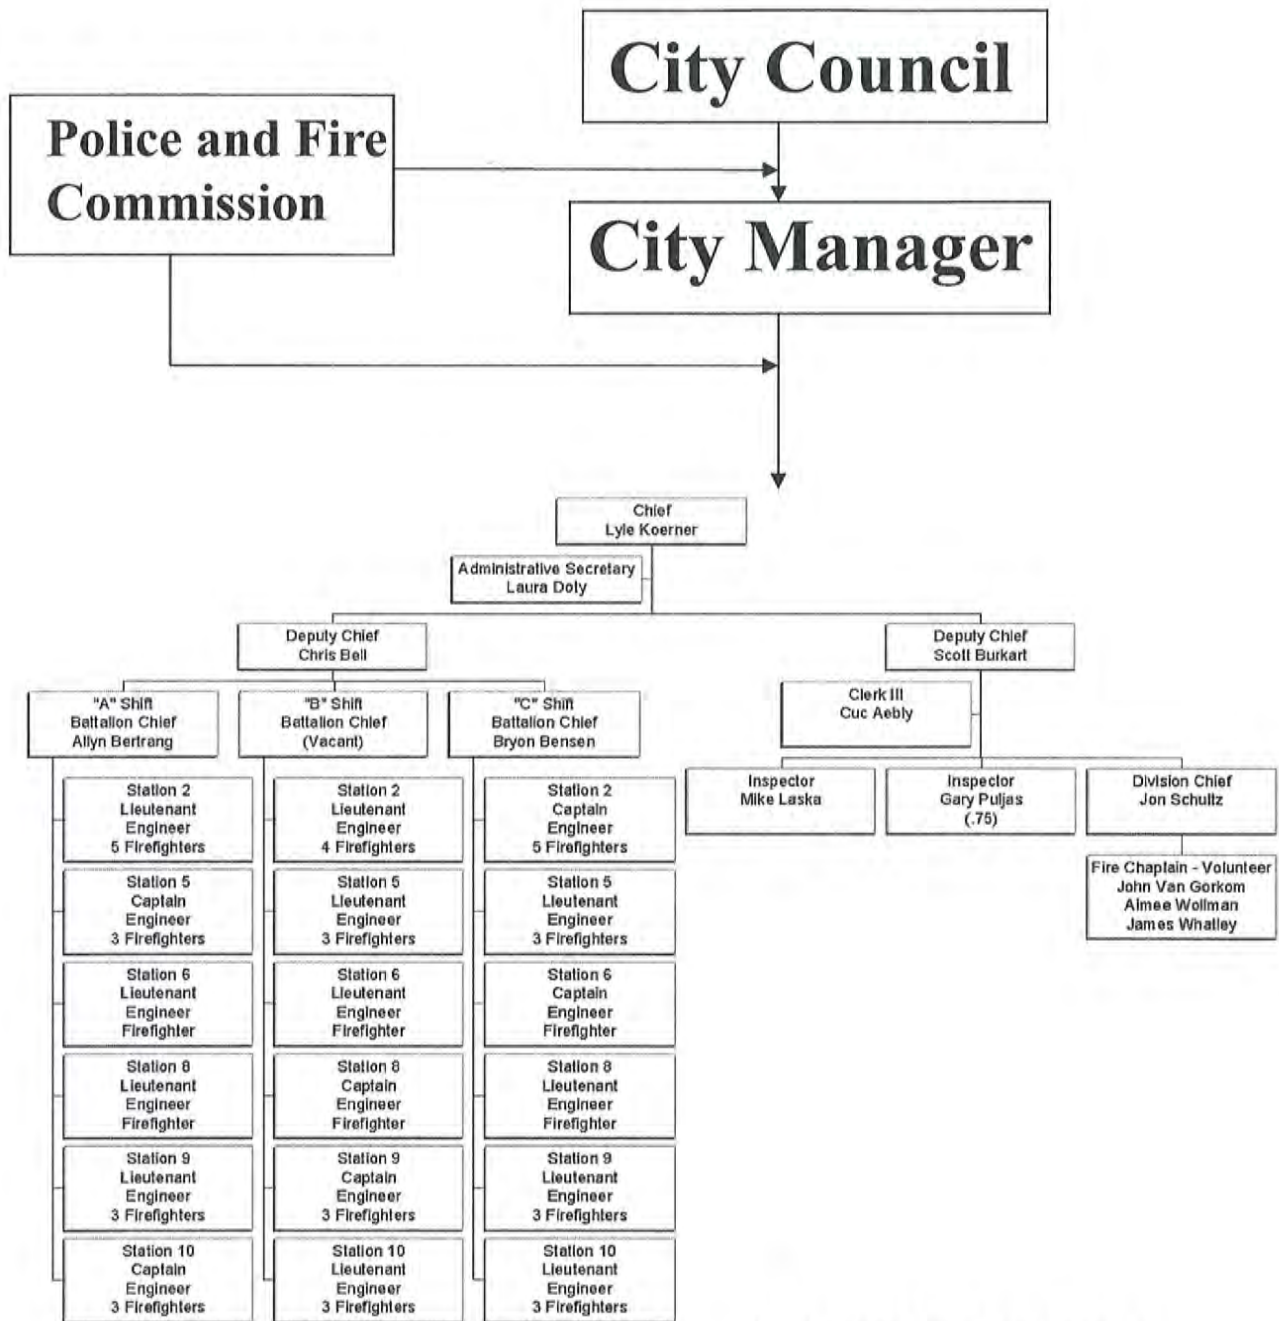 City Council
Police and Fire
Commission
City Manager
Chief
Lyle Koerner
Administrative Secretary
Laura Doly
Deputy Chief
Chris Bell
Deputy Chief
Scott Burkart
"A" Shift
Battalion Chief
Allyn Bertrang
"B" Shift
Battalion Chief
(Vacant)
"C" Shift
Battalion Chief
Bryon Bensen
Clerk III
Cuc Aebly
Inspector
Mike Laska
Inspector
Gary Puljas
(.75)
Division Chief
Jon Schultz
Fire Chaptain - Volunteer
John Van Gorkom
Aimee Wollman
James Whatley
Station 2
Lieutenant
Engineer
5 Firefighters
Station 5
Captain
Engineer
3 Firefighters
Station 6
Lieutenant
Engineer
Firefighter
Station 8
Lieutenant
Engineer
Firefighter
Station 9
Lieutenant
Engineer
3 Firefighters
Station 10
Captain
Engineer
3 Firefighters
Station 2
Lieutenant
Engineer
4 Firefighters
Station 5
Lieutenant
Engineer
3 Firefighters
Station 6
Lieutenant
Engineer
Firefighter
Station 8
Captain
Engineer
Firefighter
Station 9
Captain
Engineer
3 Firefighters
Station 10
Lieutenant
Engineer
3 Firefighters
Station 2
Captain
Engineer
5 Firefighters
Station 5
Lieutenant
Engineer
3 Firefighters
Station 6
Captain
Engineer
Firefighter
Station 8
Lieutenant
Engineer
Firefighter
Station 9
Lieutenant
Engineer
3 Firefighters
Station 10
Lieutenant
Engineer
3 Firefighters